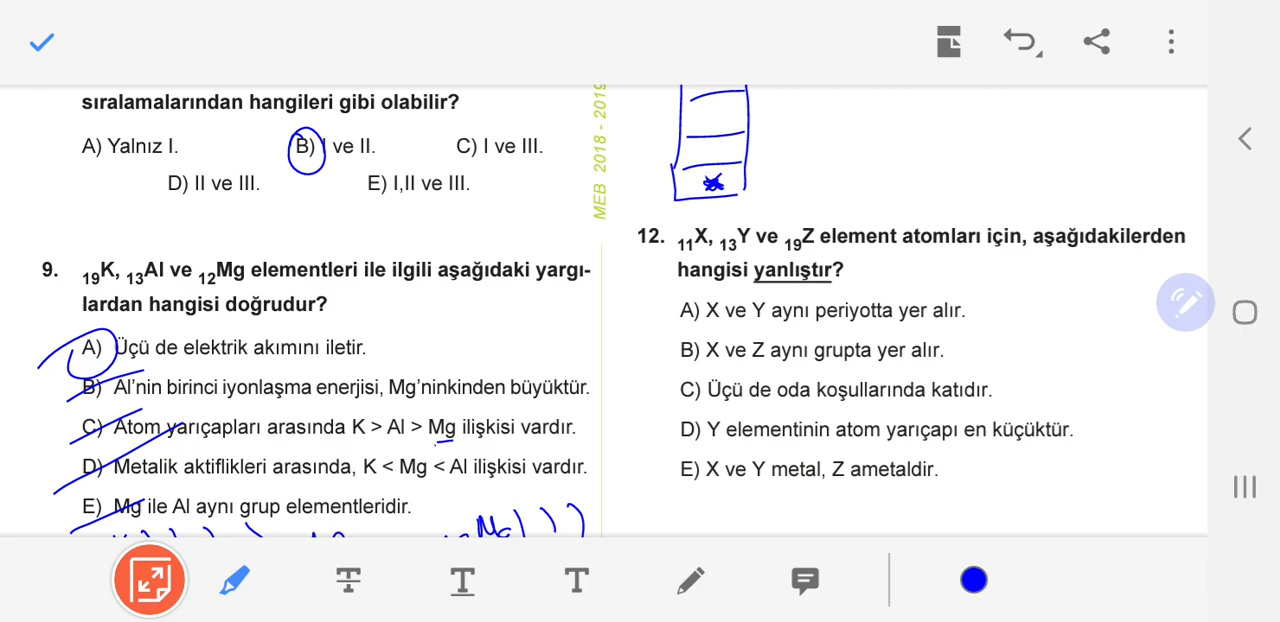 sıralamalarından hangileri gibi olabilir?
A) Yalnız I. B) I ve II. C) I ve III.
D) II ve III. E) I,II ve III.
MEB 2018 - 2019
9. 19K, 13Al ve 12Mg elementleri ile ilgili aşağıdaki yargı-
lardan hangisi doğrudur?
A) Üçü de elektrik akımını iletir.
B) Al’nin birinci iyonlaşma enerjisi, Mg’ninkinden büyüktür.
C) Atom yarıçapları arasında K > Al > Mg ilişkisi vardır.
D) Metalik aktiflikleri arasında, K < Mg < Al ilişkisi vardır.
E) Mg ile Al aynı grup elementleridir.
Mg
12. 11X, 13Y ve 19Z element atomları için, aşağıdakilerden
hangisi yanlıştır?
A) X ve Y aynı periyotta yer alır.
B) X ve Z aynı grupta yer alır.
C) Üçü de oda koşullarında katıdır.
D) Y elementinin atom yarıçapı en küçüktür.
E) X ve Y metal, Z ametaldir.